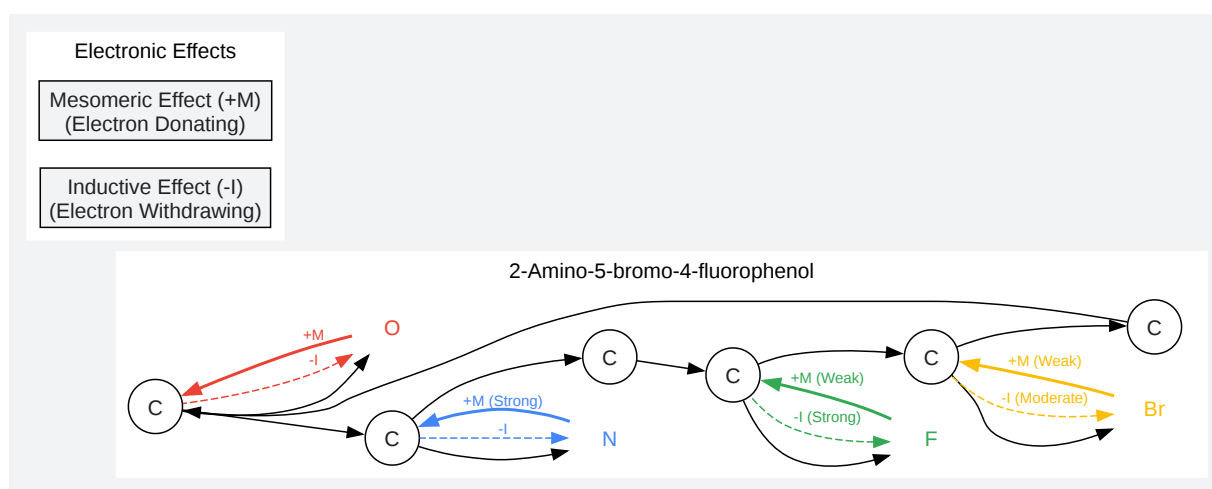 Electronic Effects
Mesomeric Effect (+M)
(Electron Donating)
Inductive Effect (-I)
(Electron Withdrawing)
2-Amino-5-bromo-4-fluorophenol
O
+M
-I
C
C
+M (Strong)
-I
N
C
C
+M (Weak)
-I (Strong)
F
C
+M (Weak)
-I (Moderate)
Br
C